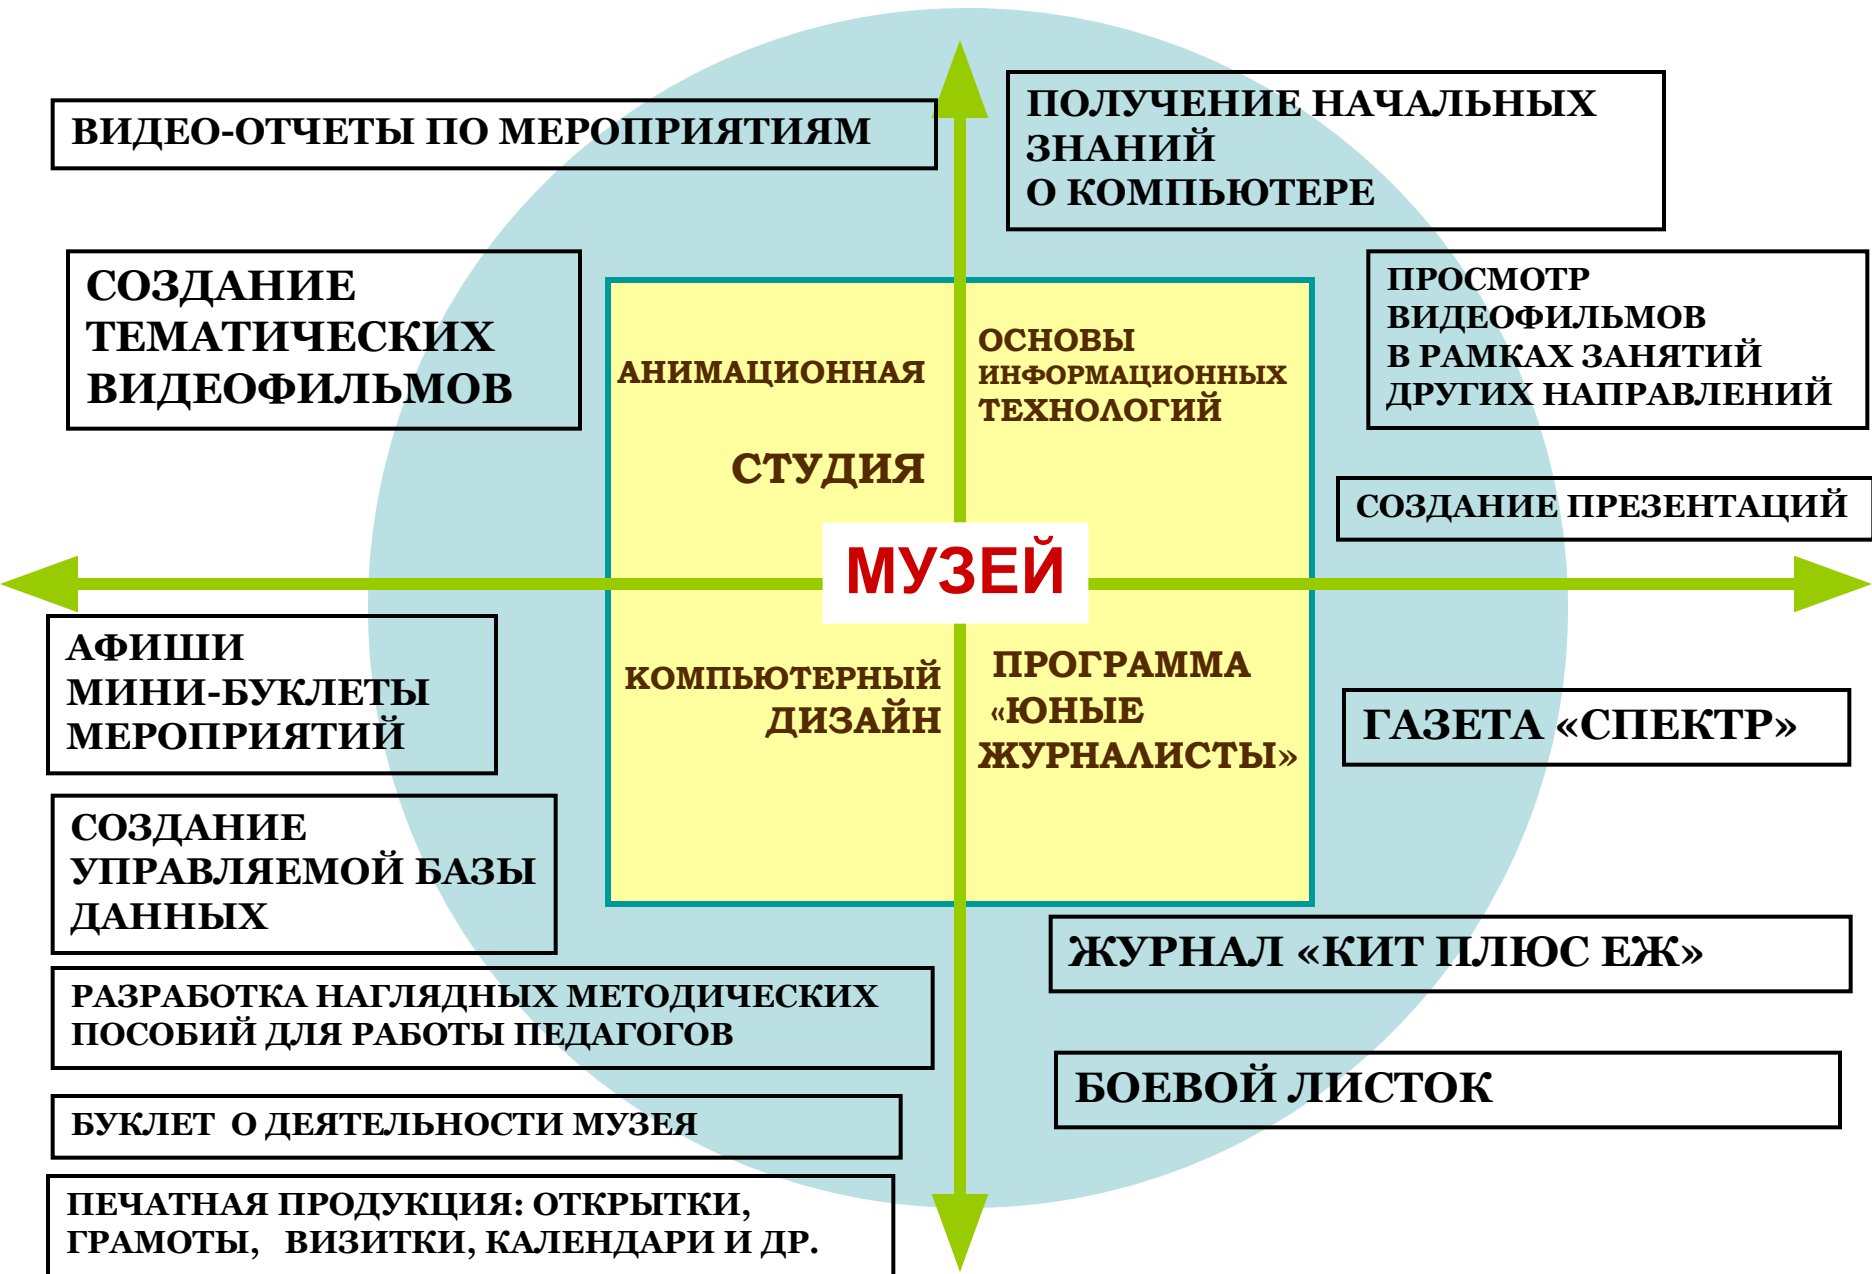 ВИДЕО-ОТЧЕТЫ ПО МЕРОПРИЯТИЯМ
ПОЛУЧЕНИЕ НАЧАЛЬНЫХ
ЗНАНИЙ
О КОМПЬЮТЕРЕ
СОЗДАНИЕ
ТЕМАТИЧЕСКИХ
ВИДЕОФИЛЬМОВ
ПРОСМОТР
ВИДЕОФИЛЬМОВ
В РАМКАХ ЗАНЯТИЙ
ДРУГИХ НАПРАВЛЕНИЙ
АНИМАЦИОННАЯ
СТУДИЯ
ОСНОВЫ
ИНФОРМАЦИОННЫХ
ТЕХНОЛОГИЙ
СОЗДАНИЕ ПРЕЗЕНТАЦИЙ
МУЗЕЙ
АФИШИ
МИНИ-БУКЛЕТЫ
МЕРОПРИЯТИЙ
КОМПЬЮТЕРНЫЙ
ДИЗАЙН
ПРОГРАММА
«ЮНЫЕ
ЖУРНАЛИСТЫ»
ГАЗЕТА «СПЕКТР»
СОЗДАНИЕ
УПРАВЛЯЕМОЙ БАЗЫ
ДАННЫХ
ЖУРНАЛ «КИТ ПЛЮС ЕЖ»
РАЗРАБОТКА НАГЛЯДНЫХ МЕТОДИЧЕСКИХ
ПОСОБИЙ ДЛЯ РАБОТЫ ПЕДАГОГОВ
БОЕВОЙ ЛИСТОК
БУКЛЕТ О ДЕЯТЕЛЬНОСТИ МУЗЕЯ
ПЕЧАТНАЯ ПРОДУКЦИЯ: ОТКРЫТКИ,
ГРАМОТЫ, ВИЗИТКИ, КАЛЕНДАРИ И ДР.